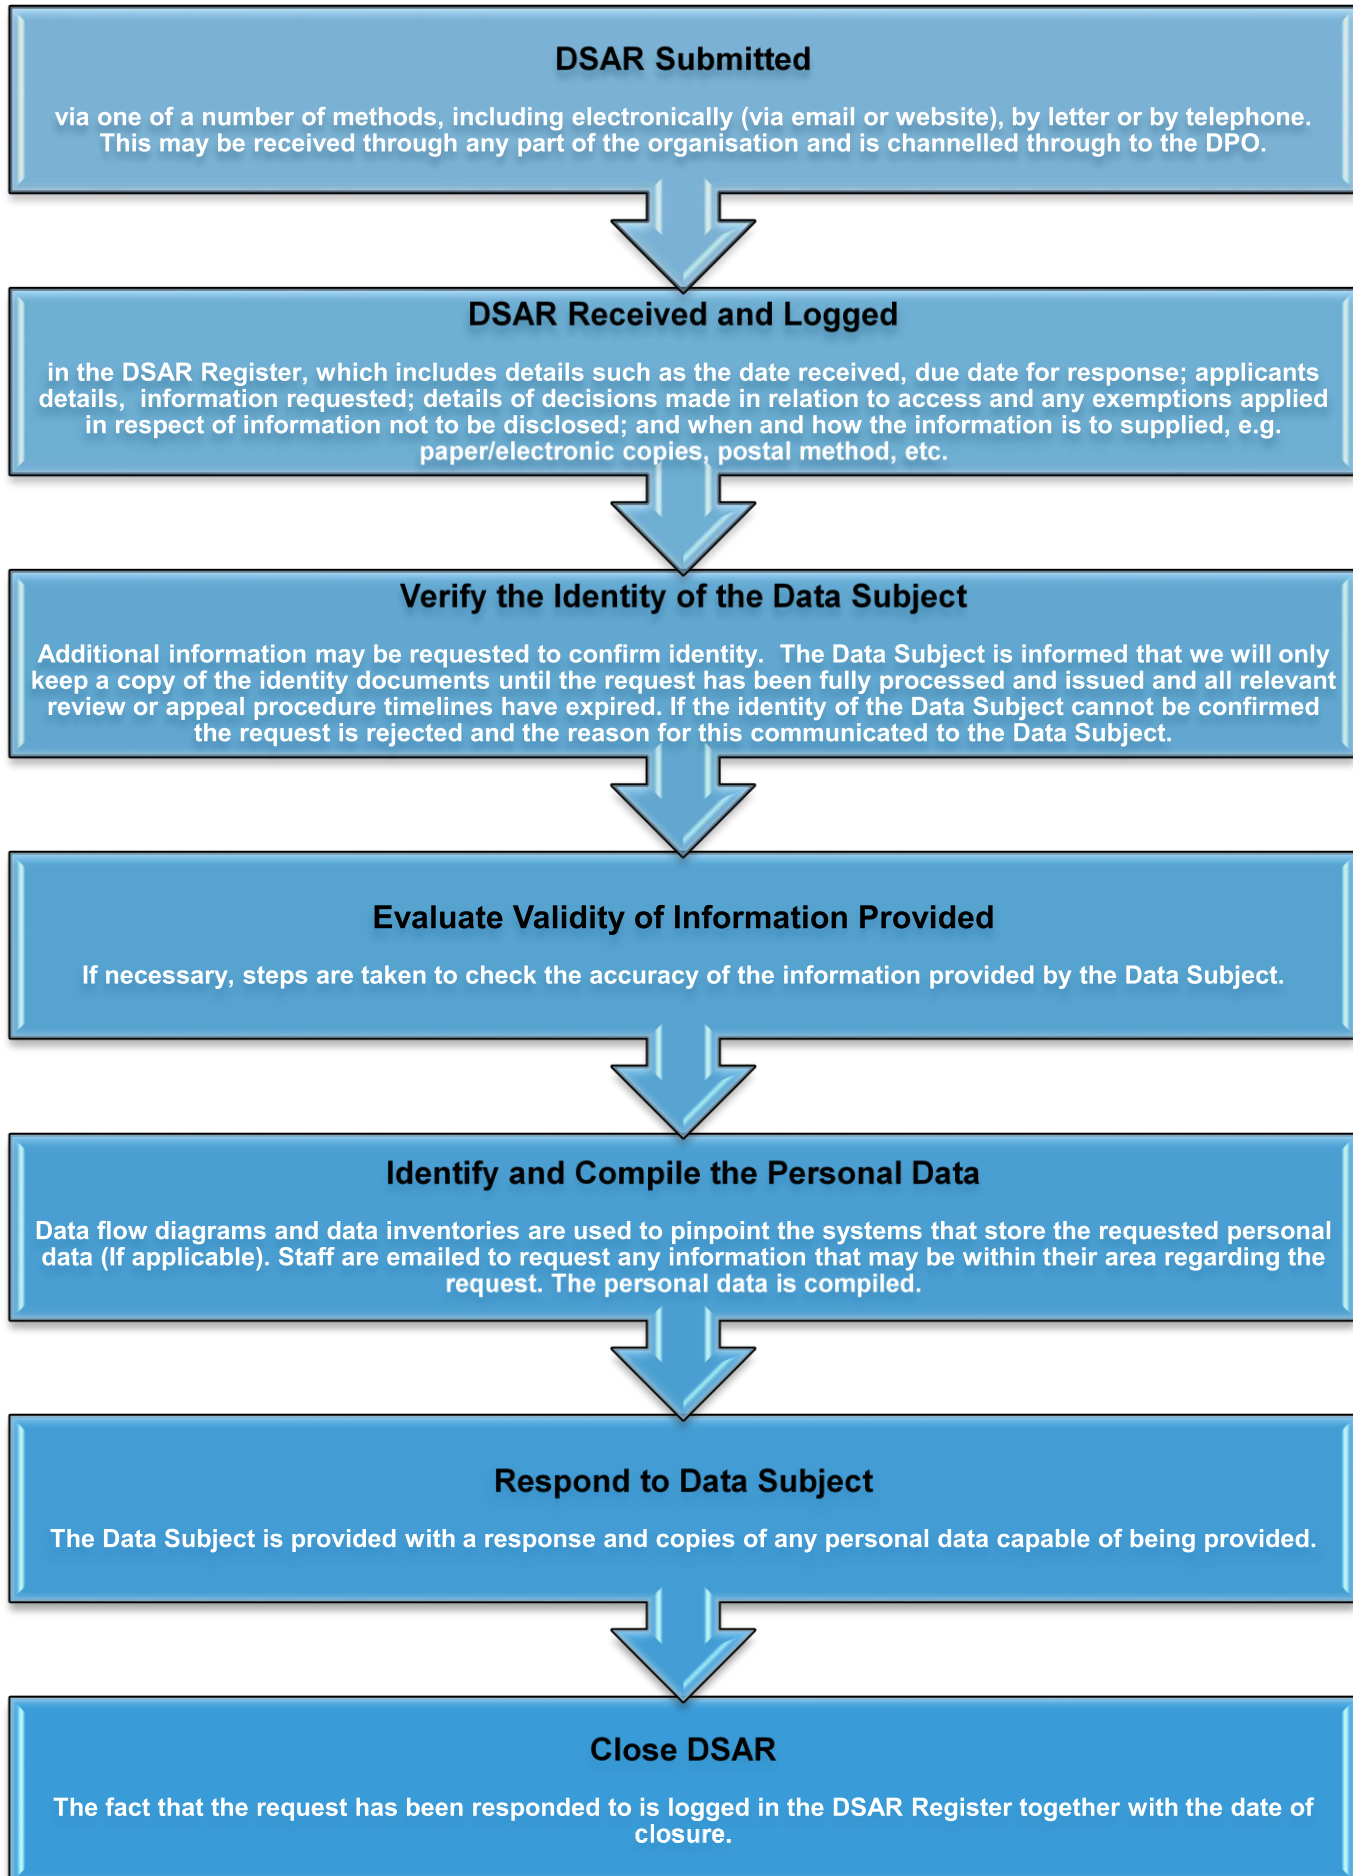 DSAR Submitted
via one of a number of methods, including electronically (via email or website), by letter or by telephone.
This may be received through any part of the organisation and is channelled through to the DPO.
DSAR Received and Logged
in the DSAR Register, which includes details such as the date received, due date for response; applicants
details,  information requested; details of decisions made in relation to access and any exemptions applied
in respect of information not to be disclosed; and when and how the information is to supplied, e.g.
paper/electronic copies, postal method, etc.
Verify the Identity of the Data Subject
Additional information may be requested to confirm identity.  The Data Subject is informed that we will only
keep a copy of the identity documents until the request has been fully processed and issued and all relevant
review or appeal procedure timelines have expired. If the identity of the Data Subject cannot be confirmed
the request is rejected and the reason for this communicated to the Data Subject.
Evaluate Validity of Information Provided
If necessary, steps are taken to check the accuracy of the information provided by the Data Subject.
Identify and Compile the Personal Data
Data flow diagrams and data inventories are used to pinpoint the systems that store the requested personal
data (If applicable). Staff are emailed to request any information that may be within their area regarding the
request. The personal data is compiled.
Respond to Data Subject
The Data Subject is provided with a response and copies of any personal data capable of being provided.
Close DSAR
The fact that the request has been responded to is logged in the DSAR Register together with the date of
closure.